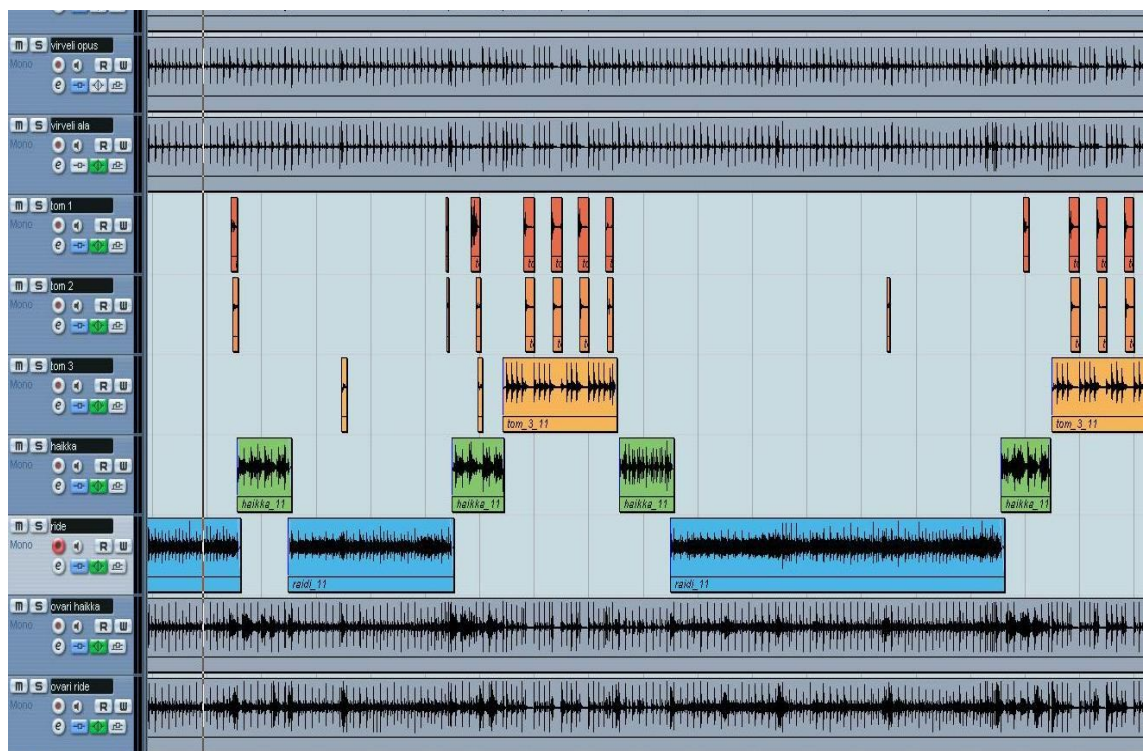 m S virveli opus
Mono R W
e
m S virveli ala
Mono R W
e
m S tom 1
Mono R W
e
m S tom 2
Mono R W
e
m S tom 3
Mono R W
e
tom_3_11 tom_3_11
m S haikka
Mono R W
e
haikka_11 haikka_11 haikka_11 haikka_11
m S ride
Mono R W
e
raidi_11 raidi_11
m S ovari haikka
Mono R W
e
m S ovari ride
Mono R W
e